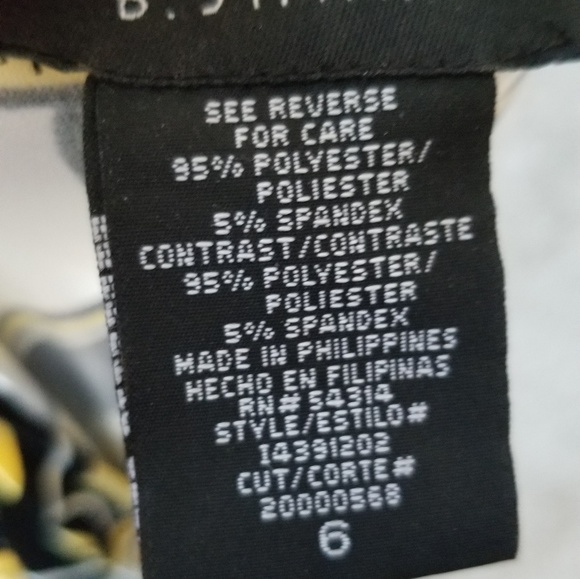 SEE REVERSE
FOR CARE
95% POLYESTER/
POLIESTER
5% SPANDEX
CONTRAST/CONTRASTE
95% POLYESTER/
POLIESTER
5% SPANDEX
MADE IN PHILIPPINES
HECHO EN FILIPINAS
RN# 54314
STYLE/ESTILO#
I4391202
CUT/CORTE#
20000568
6